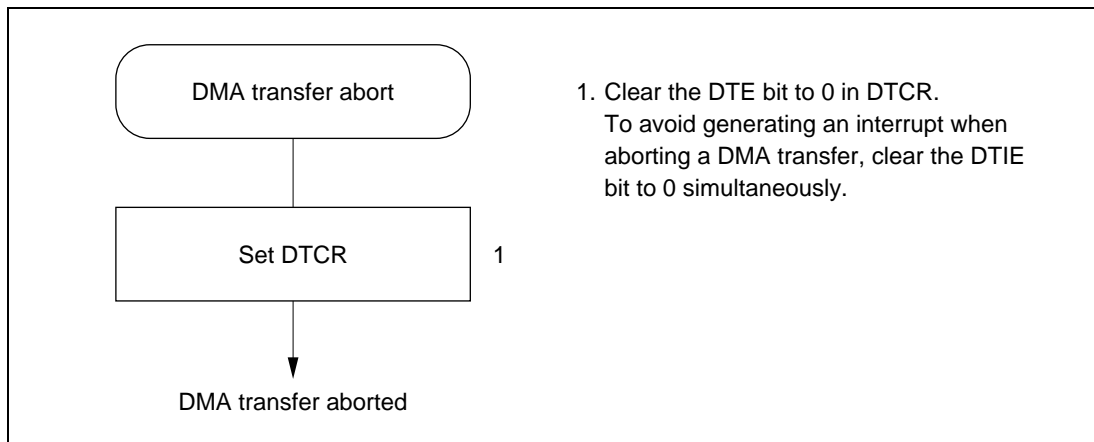 DMA transfer abort
1. Clear the DTE bit to 0 in DTCR.
To avoid generating an interrupt when
aborting a DMA transfer, clear the DTIE
bit to 0 simultaneously.
Set DTCR
1
DMA transfer aborted